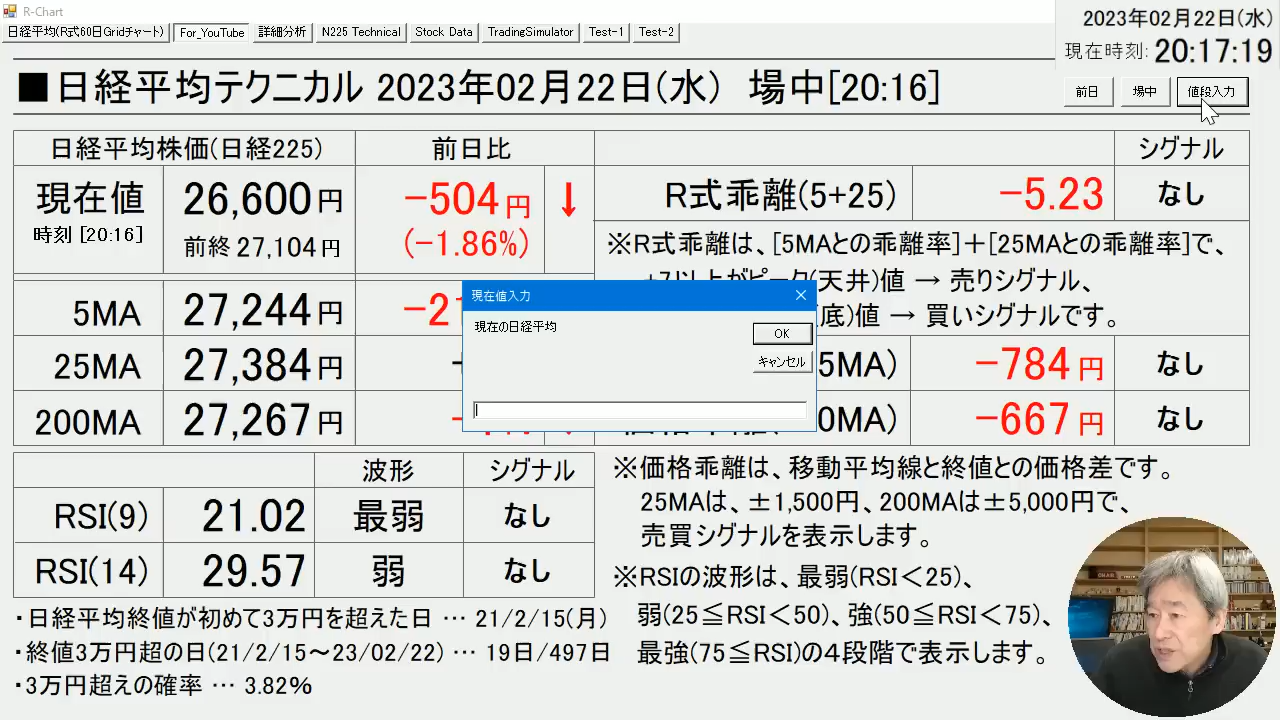 R-Chart
日経平均(R式60日Gridチャート) For_YouTube 詳細分析 N225 Technical Stock Data TradingSimulator Test-1 Test-2
2023年02月22日(水)
現在時刻: 20:17:19
■日経平均テクニカル 2023年02月22日(水) 場中[20:16]
前日 場中 値段入力
日経平均株価(日経225) 前日比 シグナル
現在値 26,600円 -504円 ↓
時刻 [20:16] 前終 27,104円 (-1.86%)
R式乖離(5+25) -5.23 なし
※R式乖離は、[5MAとの乖離率]+[25MAとの乖離率]で、
(天井)値 → 売りシグナル、
底)値 → 買いシグナルです。
5MA 27,244円
25MA 27,384円
5MA) -784円 なし
200MA 27,267円
0MA) -667円 なし
現在値入力
現在の日経平均
OK
キャンセル
波形 シグナル
RSI(9) 21.02 最弱 なし
RSI(14) 29.57 弱 なし
※価格乖離は、移動平均線と終値との価格差です。
25MAは、±1,500円、200MAは±5,000円で、
売買シグナルを表示します。
※RSIの波形は、最弱(RSI<25)、
弱(25≦RSI<50)、強(50≦RSI<75)、
最強(75≦RSI)の4段階で表示します。
・日経平均終値が初めて3万円を超えた日 … 21/2/15(月)
・終値3万円超の日(21/2/15～23/02/22) … 19日/497日
・3万円超えの確率 … 3.82%